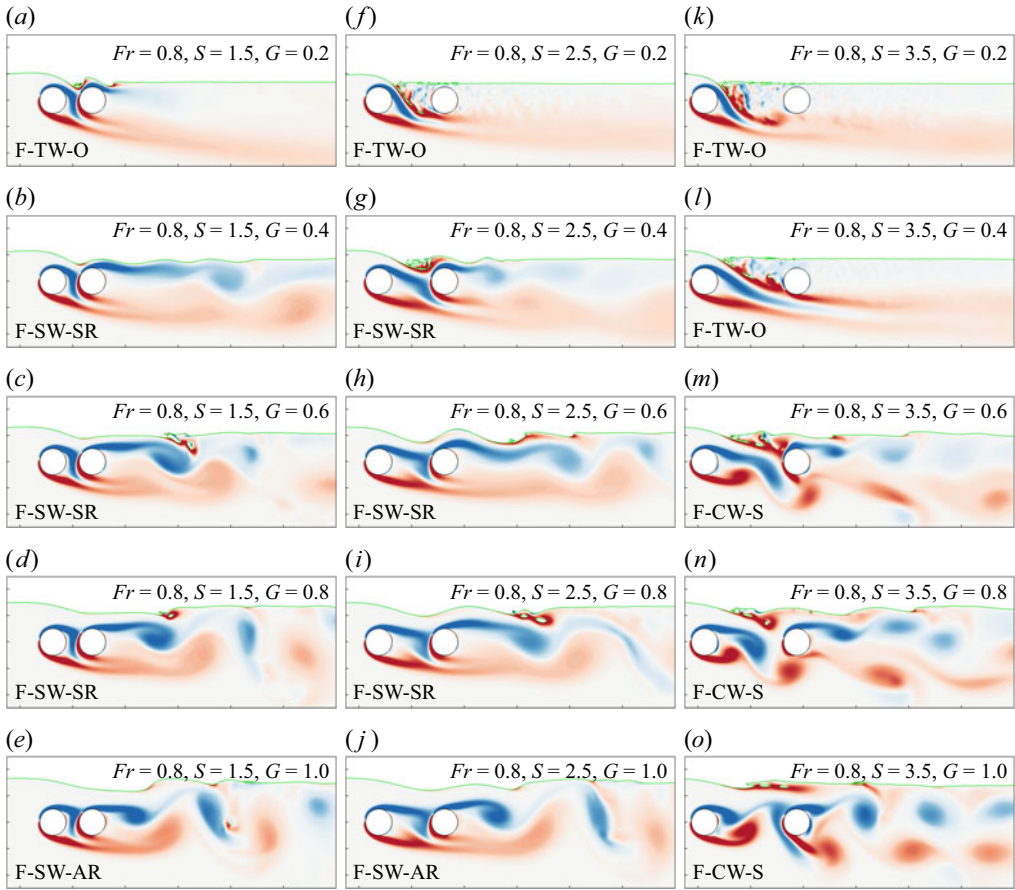 (a)
Fr = 0.8, S = 1.5, G = 0.2
F-TW-O
(f)
Fr = 0.8, S = 2.5, G = 0.2
F-TW-O
(k)
Fr = 0.8, S = 3.5, G = 0.2
F-TW-O
(b)
Fr = 0.8, S = 1.5, G = 0.4
F-SW-SR
(g)
Fr = 0.8, S = 2.5, G = 0.4
F-SW-SR
(l)
Fr = 0.8, S = 3.5, G = 0.4
F-TW-O
(c)
Fr = 0.8, S = 1.5, G = 0.6
F-SW-SR
(h)
Fr = 0.8, S = 2.5, G = 0.6
F-SW-SR
(m)
Fr = 0.8, S = 3.5, G = 0.6
F-CW-S
(d)
Fr = 0.8, S = 1.5, G = 0.8
F-SW-SR
(i)
Fr = 0.8, S = 2.5, G = 0.8
F-SW-SR
(n)
Fr = 0.8, S = 3.5, G = 0.8
F-CW-S
(e)
Fr = 0.8, S = 1.5, G = 1.0
F-SW-AR
(j)
Fr = 0.8, S = 2.5, G = 1.0
F-SW-AR
(o)
Fr = 0.8, S = 3.5, G = 1.0
F-CW-S